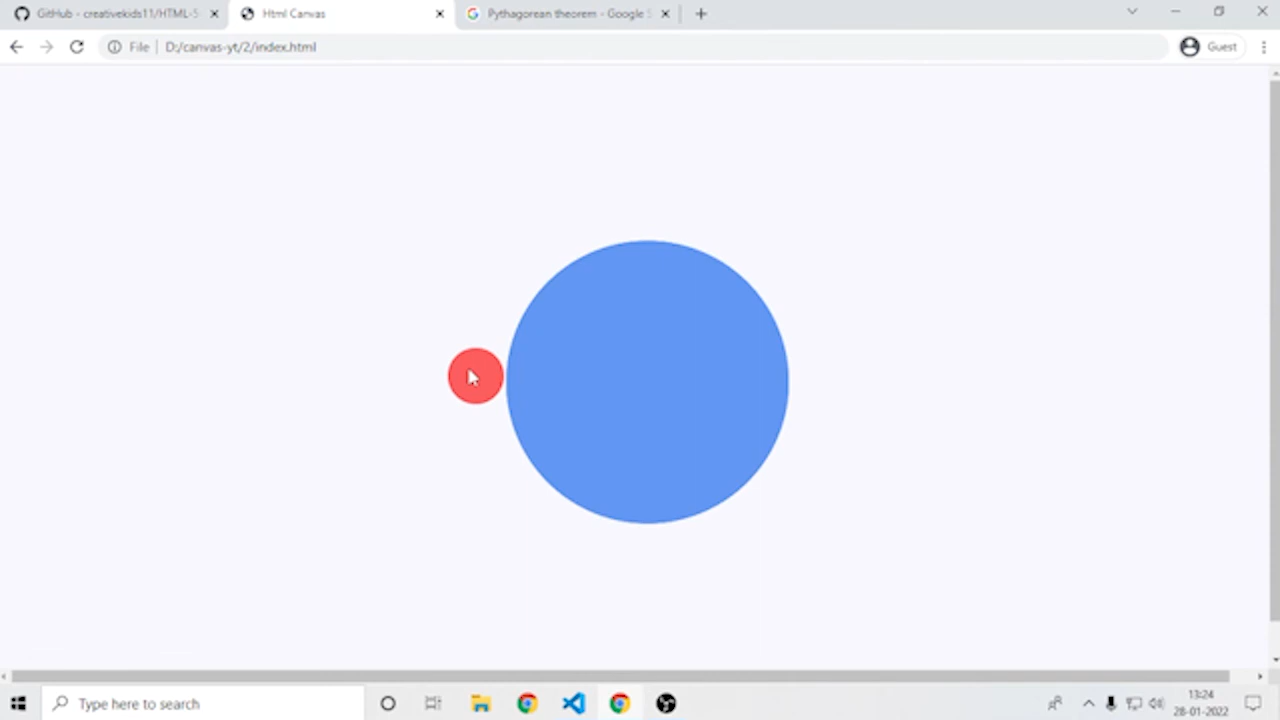 GitHub - creativekids11/HTML-5
Html Canvas
Pythagorean theorem - Google S
File
D:/canvas-yt/2/index.html
Guest
Type here to search
13:24
28-01-2022